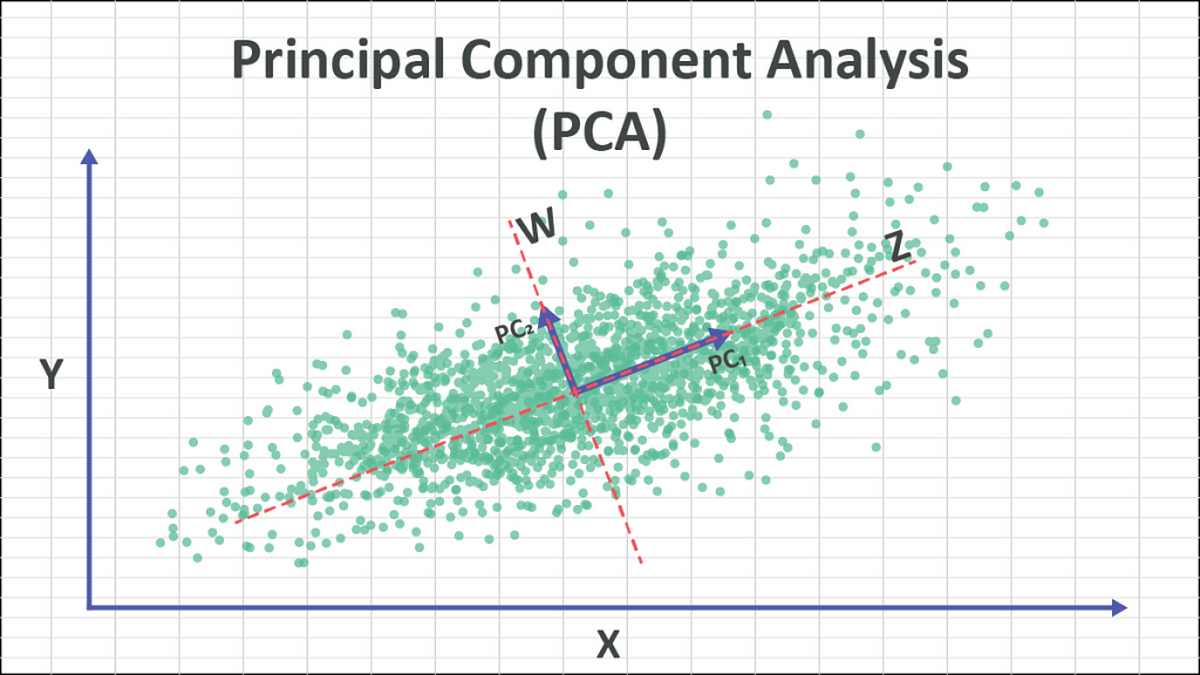 Principal Component Analysis
(PCA)
W
Z
PC₂
PC₁
Y
X